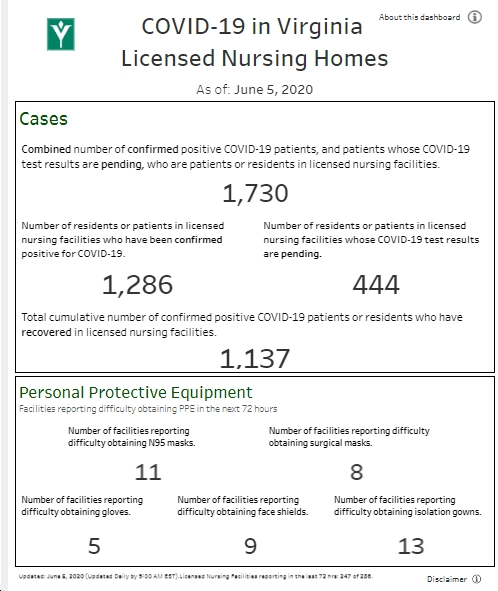 About this dashboard
COVID-19 in Virginia
Licensed Nursing Homes
As of: June 5, 2020
Cases
Combined number of confirmed positive COVID-19 patients, and patients whose COVID-19
test results are pending, who are patients or residents in licensed nursing facilities.
1,730
Number of residents or patients in licensed
nursing facilities who have been confirmed
positive for COVID-19.
1,286
Number of residents or patients in licensed
nursing facilities whose COVID-19 test results
are pending.
444
Total cumulative number of confirmed positive COVID-19 patients or residents who have
recovered in licensed nursing facilities.
1,137
Personal Protective Equipment
Facilities reporting difficulty obtaining PPE in the next 72 hours
Number of facilities reporting
difficulty obtaining N95 masks.
11
Number of facilities reporting difficulty
obtaining surgical masks.
8
Number of facilities reporting
difficulty obtaining gloves.
5
Number of facilities reporting
difficulty obtaining face shields.
9
Number of facilities reporting
difficulty obtaining isolation gowns.
13
Updated: June 5, 2020 (Updated Daily by 9:00 AM EST). Licensed Nursing Facilities reporting in the last 72 hrs: 247 of 286.
Disclaimer